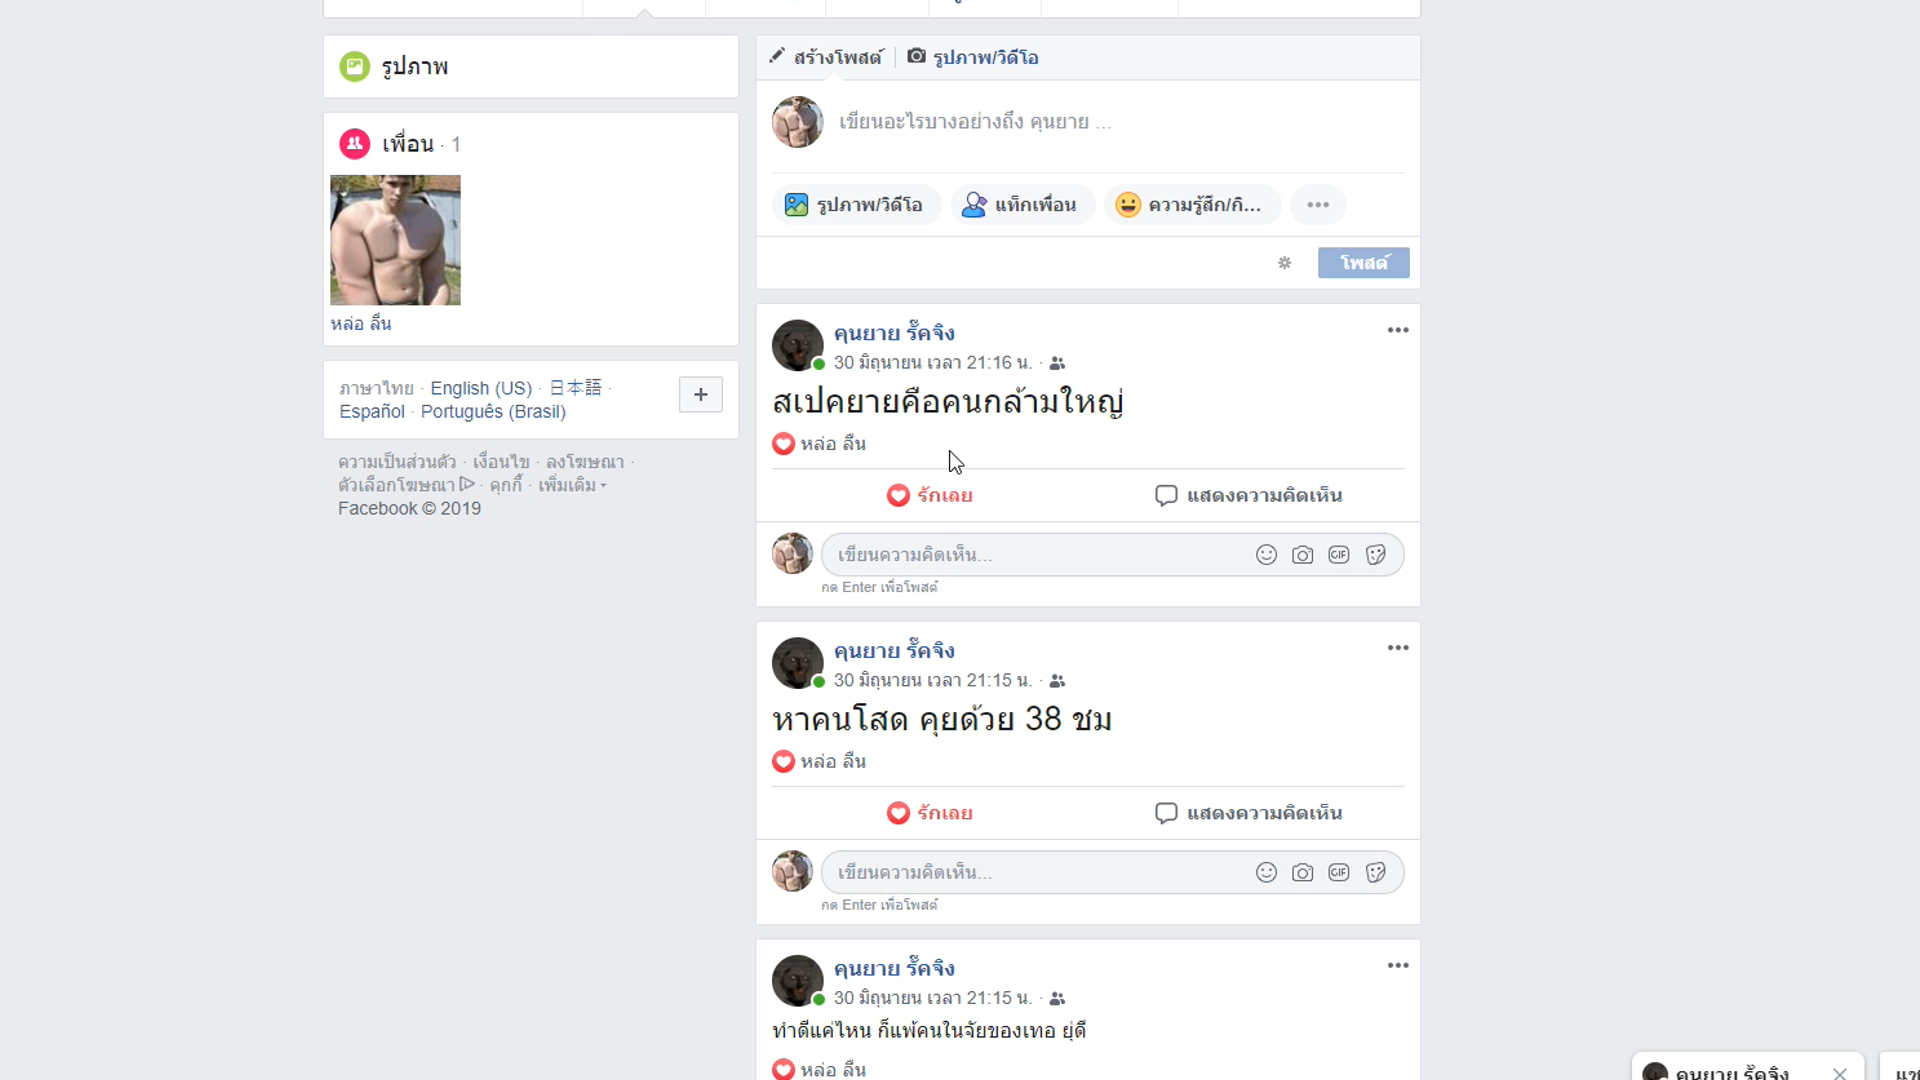 รูปภาพ
เพื่อน · 1
หล่อ ลื่น
ภาษาไทย · English (US) · 日本語 ·
Español · Português (Brasil)
ความเป็นส่วนตัว · เงื่อนไข · ลงโฆษณา ·
ตัวเลือกโฆษณา · คุกกี้ · เพิ่มเติม
Facebook © 2019
สร้างโพสต์
รูปภาพ/วิดีโอ
เขียนอะไรบางอย่างถึง คุนยาย ...
รูปภาพ/วิดีโอ
แท็กเพื่อน
ความรู้สึก/กิ...
โพสต์
คุนยาย รั๊คจิง
30 มิถุนายน เวลา 21:16 น. ·
สเปคยายคือคนกล้ามใหญ่
หล่อ ลื่น
รักเลย
แสดงความคิดเห็น
เขียนความคิดเห็น...
GIF
กด Enter เพื่อโพสต์
คุนยาย รั๊คจิง
30 มิถุนายน เวลา 21:15 น. ·
หาคนโสด คุยด้วย 38 ชม
หล่อ ลื่น
รักเลย
แสดงความคิดเห็น
เขียนความคิดเห็น...
GIF
กด Enter เพื่อโพสต์
คุนยาย รั๊คจิง
30 มิถุนายน เวลา 21:15 น. ·
ทำดีแค่ไหน ก็แพ้คนในจัยของเทอ ยุ่ดี
หล่อ ลื่น
คุนยาย รั๊คจิง